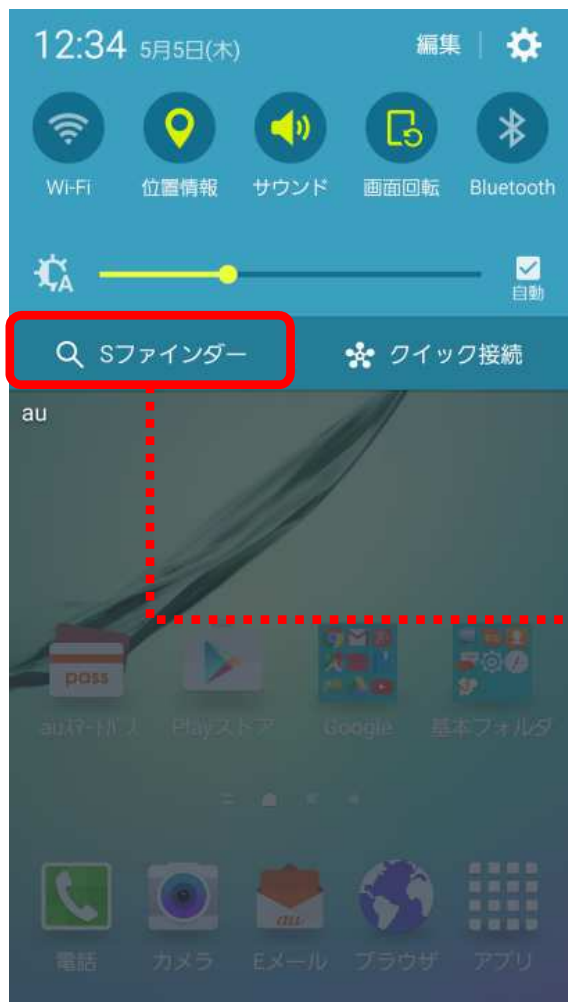 12:34 5月5日(木) 編集
Wi-Fi 位置情報 サウンド 画面回転 Bluetooth
A 自動
Sファインダー クイック接続
au
pass
auスマートパス Playストア Google 基本フォルダ
au
電話 カメラ Eメール ブラウザ アプリ